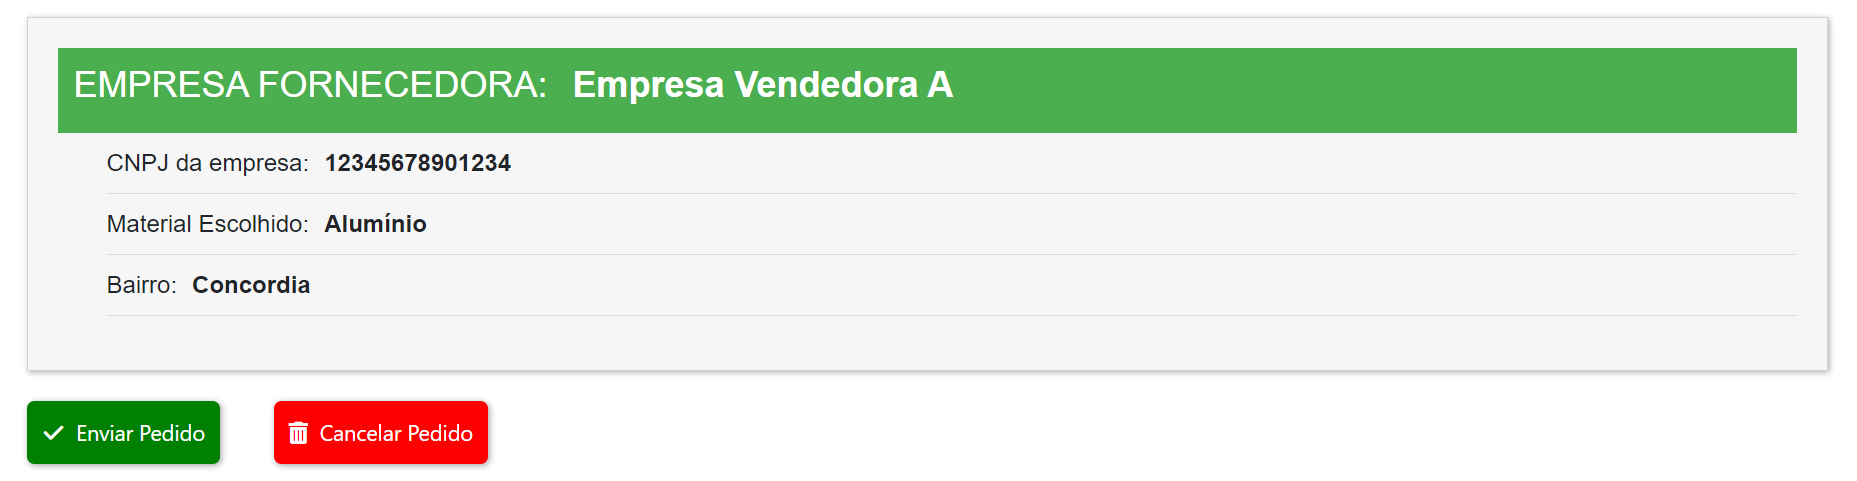 EMPRESA FORNECEDORA: Empresa Vendedora A
CNPJ da empresa: 12345678901234
Material Escolhido: Alumínio
Bairro: Concordia
Enviar Pedido
Cancelar Pedido